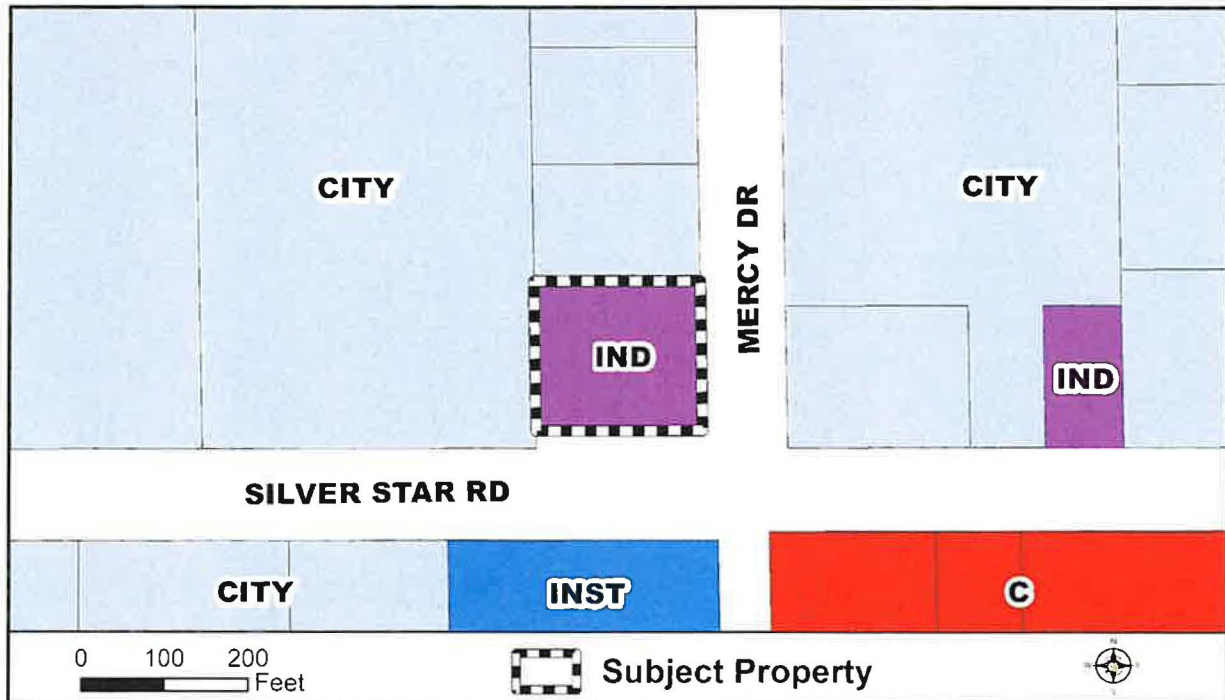 CITY
CITY
MERCY DR
IND
IND
SILVER STAR RD
CITY
INST
C
0 100 200
Feet
Subject Property
N
W